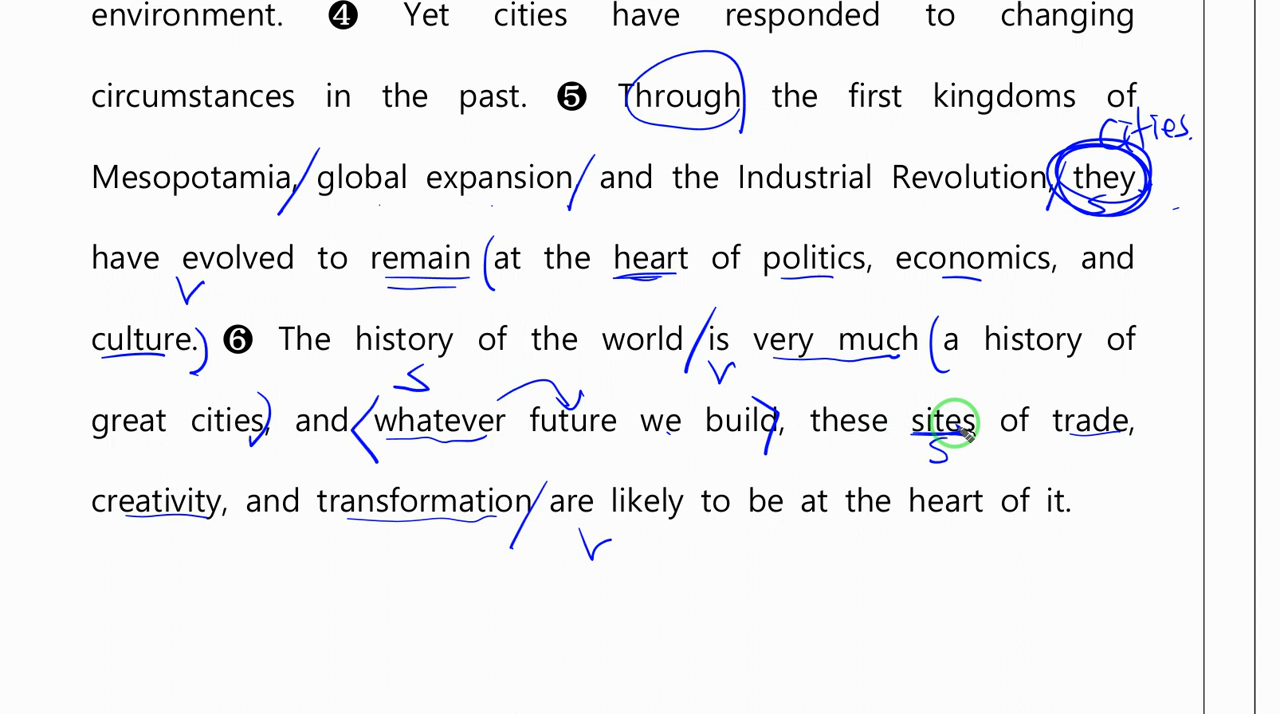 environment. ❹ Yet cities have responded to changing
circumstances in the past. ❺ Through the first kingdoms of
cities.
Mesopotamia, global expansion, and the Industrial Revolution, they
S
have evolved to remain at the heart of politics, economics, and
V
culture. ❻ The history of the world is very much a history of
S V
great cities, and whatever future we build, these sites of trade,
S
creativity, and transformation are likely to be at the heart of it.
V